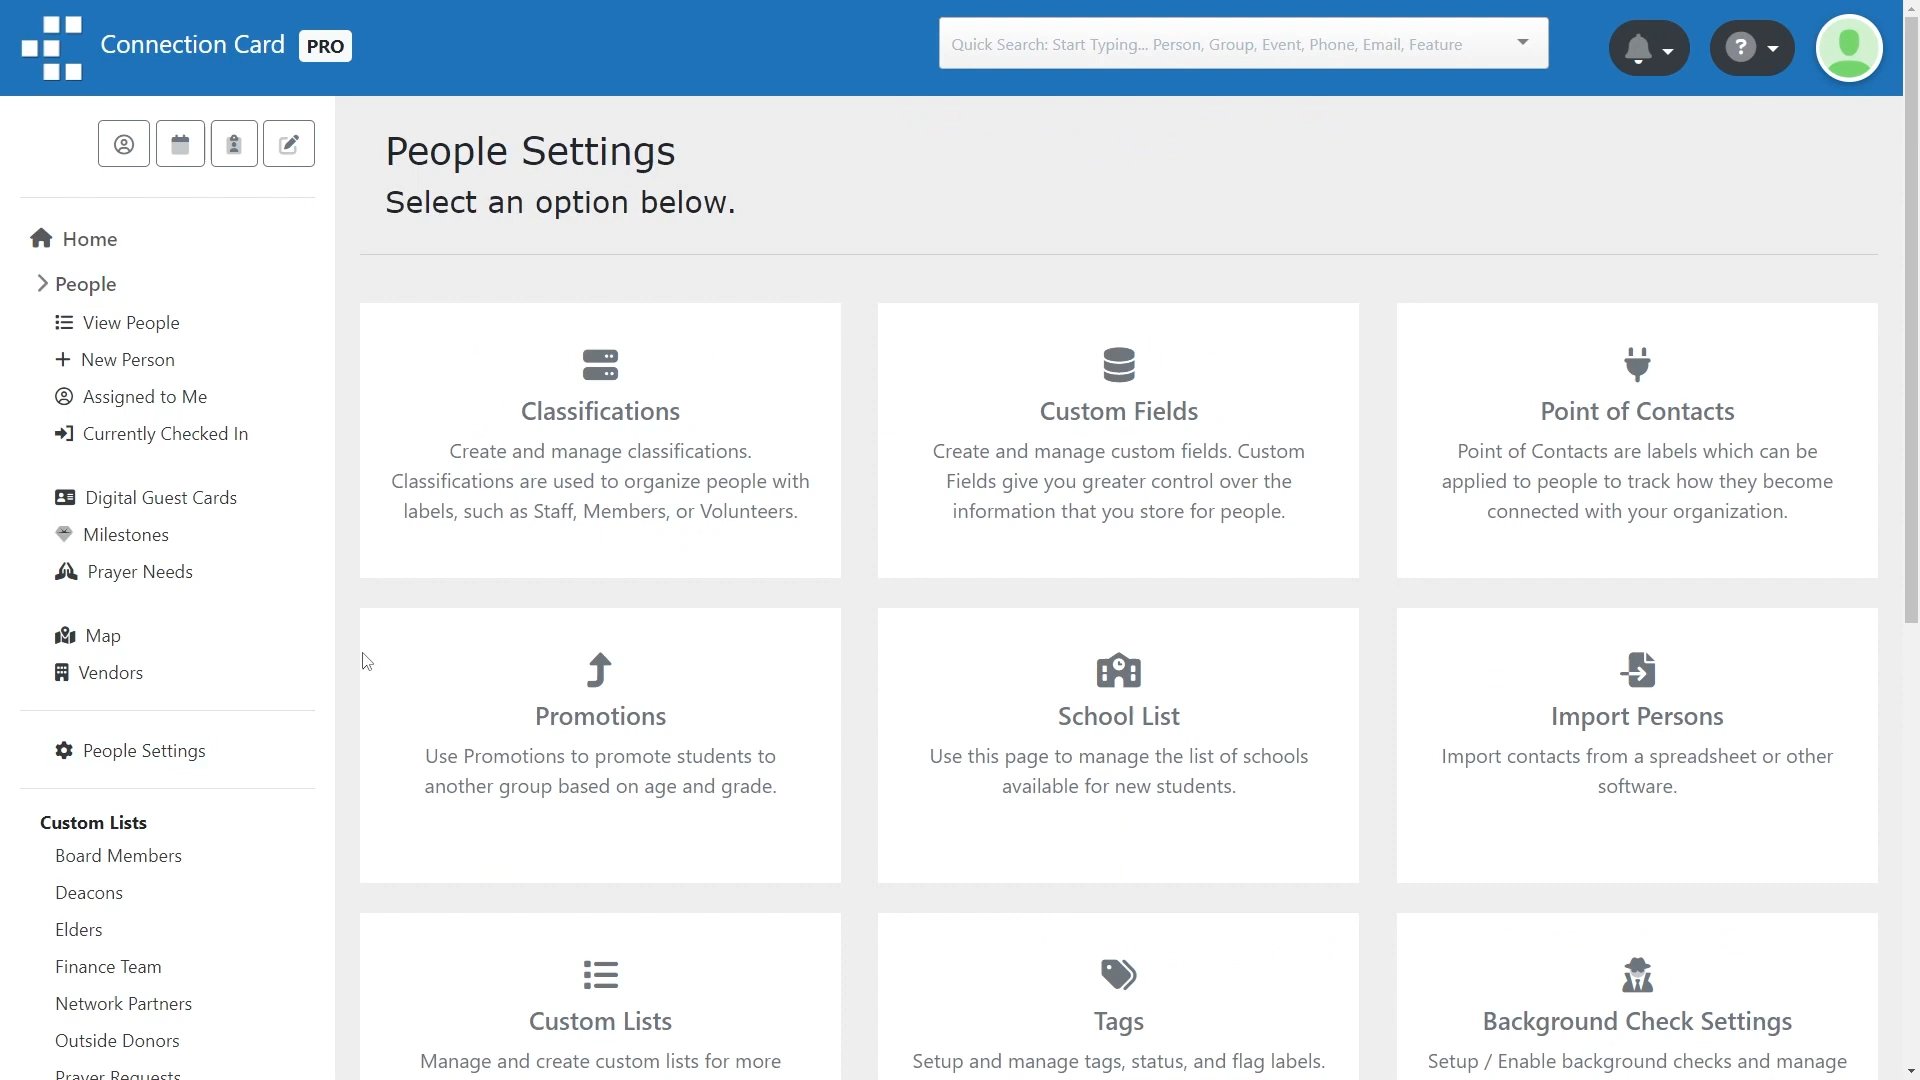 Connection Card PRO
Quick Search: Start Typing... Person, Group, Event, Phone, Email, Feature
?
Home
People
View People
New Person
Assigned to Me
Currently Checked In
Digital Guest Cards
Milestones
Prayer Needs
Map
Vendors
People Settings
Custom Lists
Board Members
Deacons
Elders
Finance Team
Network Partners
Outside Donors
Prayer Requests
People Settings
Select an option below.
Classifications
Create and manage classifications.
Classifications are used to organize people with
labels, such as Staff, Members, or Volunteers.
Custom Fields
Create and manage custom fields. Custom
Fields give you greater control over the
information that you store for people.
Point of Contacts
Point of Contacts are labels which can be
applied to people to track how they become
connected with your organization.
Promotions
Use Promotions to promote students to
another group based on age and grade.
School List
Use this page to manage the list of schools
available for new students.
Import Persons
Import contacts from a spreadsheet or other
software.
Custom Lists
Manage and create custom lists for more
Tags
Setup and manage tags, status, and flag labels.
Background Check Settings
Setup / Enable background checks and manage